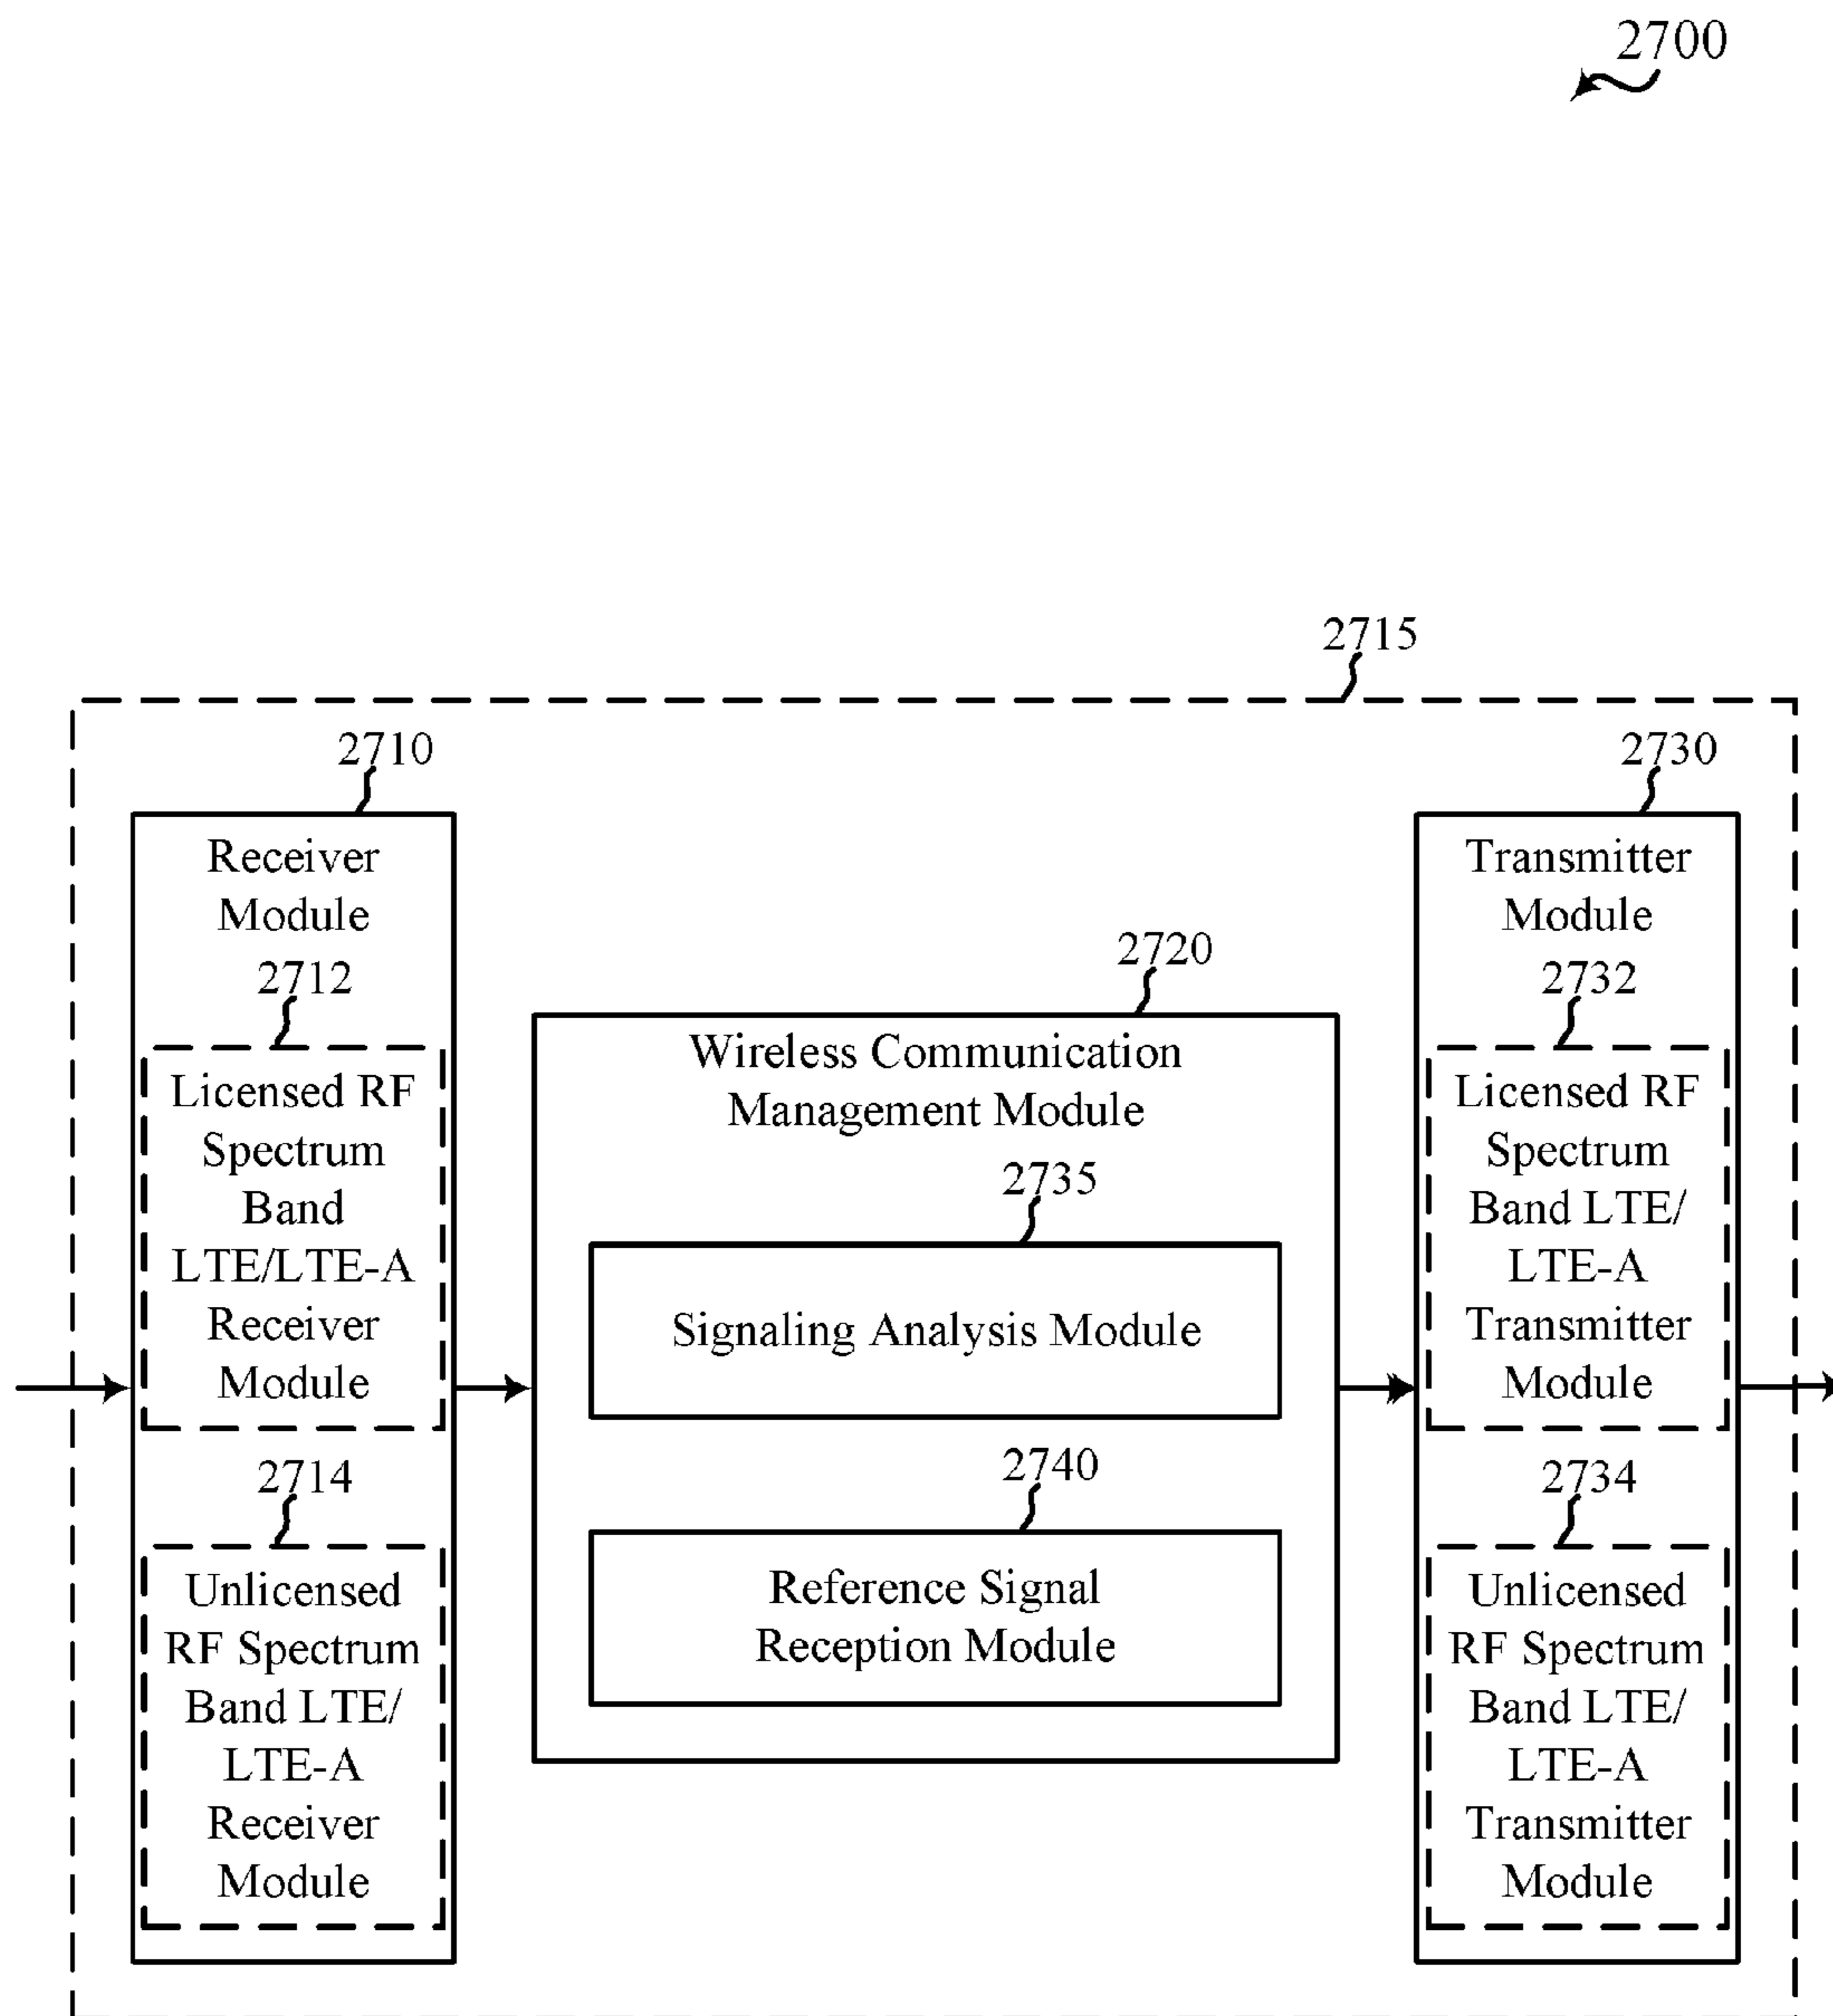 2700
2715
2710
Receiver
Module
2712
Licensed RF
Spectrum
Band
LTE/LTE-A
Receiver
Module
2714
Unlicensed
RF Spectrum
Band LTE/
LTE-A
Receiver
Module
2720
Wireless Communication
Management Module
2735
Signaling Analysis Module
2740
Reference Signal
Reception Module
2730
Transmitter
Module
2732
Licensed RF
Spectrum
Band LTE/
LTE-A
Transmitter
Module
2734
Unlicensed
RF Spectrum
Band LTE/
LTE-A
Transmitter
Module